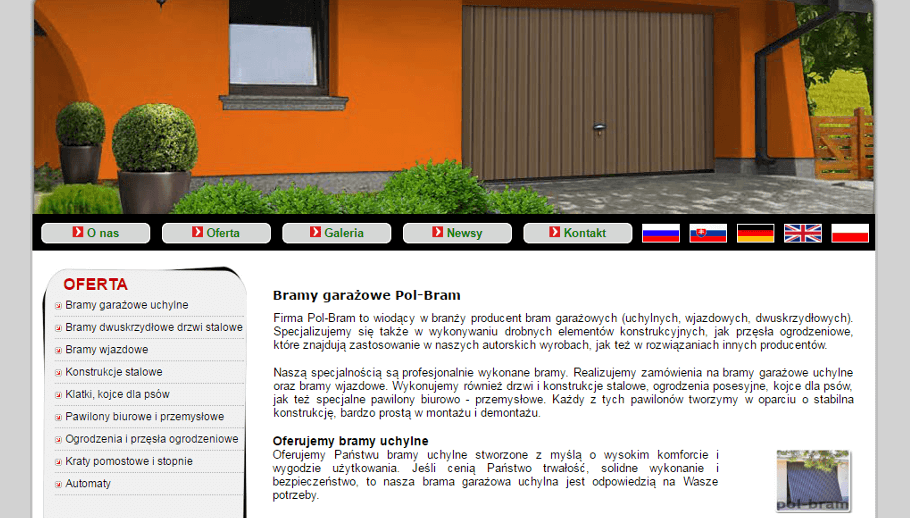 O nas
Oferta
Galeria
Newsy
Kontakt
OFERTA
Bramy garażowe uchylne
Bramy dwuskrzydłowe drzwi stalowe
Bramy wjazdowe
Konstrukcje stalowe
Klatki, kojce dla psów
Pawilony biurowe i przemysłowe
Ogrodzenia i przęsła ogrodzeniowe
Kraty pomostowe i stopnie
Automaty
Bramy garażowe Pol-Bram
Firma Pol-Bram to wiodący w branży producent bram garażowych (uchylnych, wjazdowych, dwuskrzydłowych).
Specjalizujemy się także w wykonywaniu drobnych elementów konstrukcyjnych, jak przęsła ogrodzeniowe,
które znajdują zastosowanie w naszych autorskich wyrobach, jak też w rozwiązaniach innych producentów.
Naszą specjalnością są profesjonalnie wykonane bramy. Realizujemy zamówienia na bramy garażowe uchylne
oraz bramy wjazdowe. Wykonujemy również drzwi i konstrukcje stalowe, ogrodzenia posesyjne, kojce dla psów,
jak też specjalne pawilony biurowo - przemysłowe. Każdy z tych pawilonów tworzymy w oparciu o stabilna
konstrukcję, bardzo prostą w montażu i demontażu.
Oferujemy bramy uchylne
Oferujemy Państwu bramy uchylne stworzone z myślą o wysokim komforcie i
wygodzie użytkowania. Jeśli cenią Państwo trwałość, solidne wykonanie i
bezpieczeństwo, to nasza brama garażowa uchylna jest odpowiedzią na Wasze
potrzeby.
pol-bram